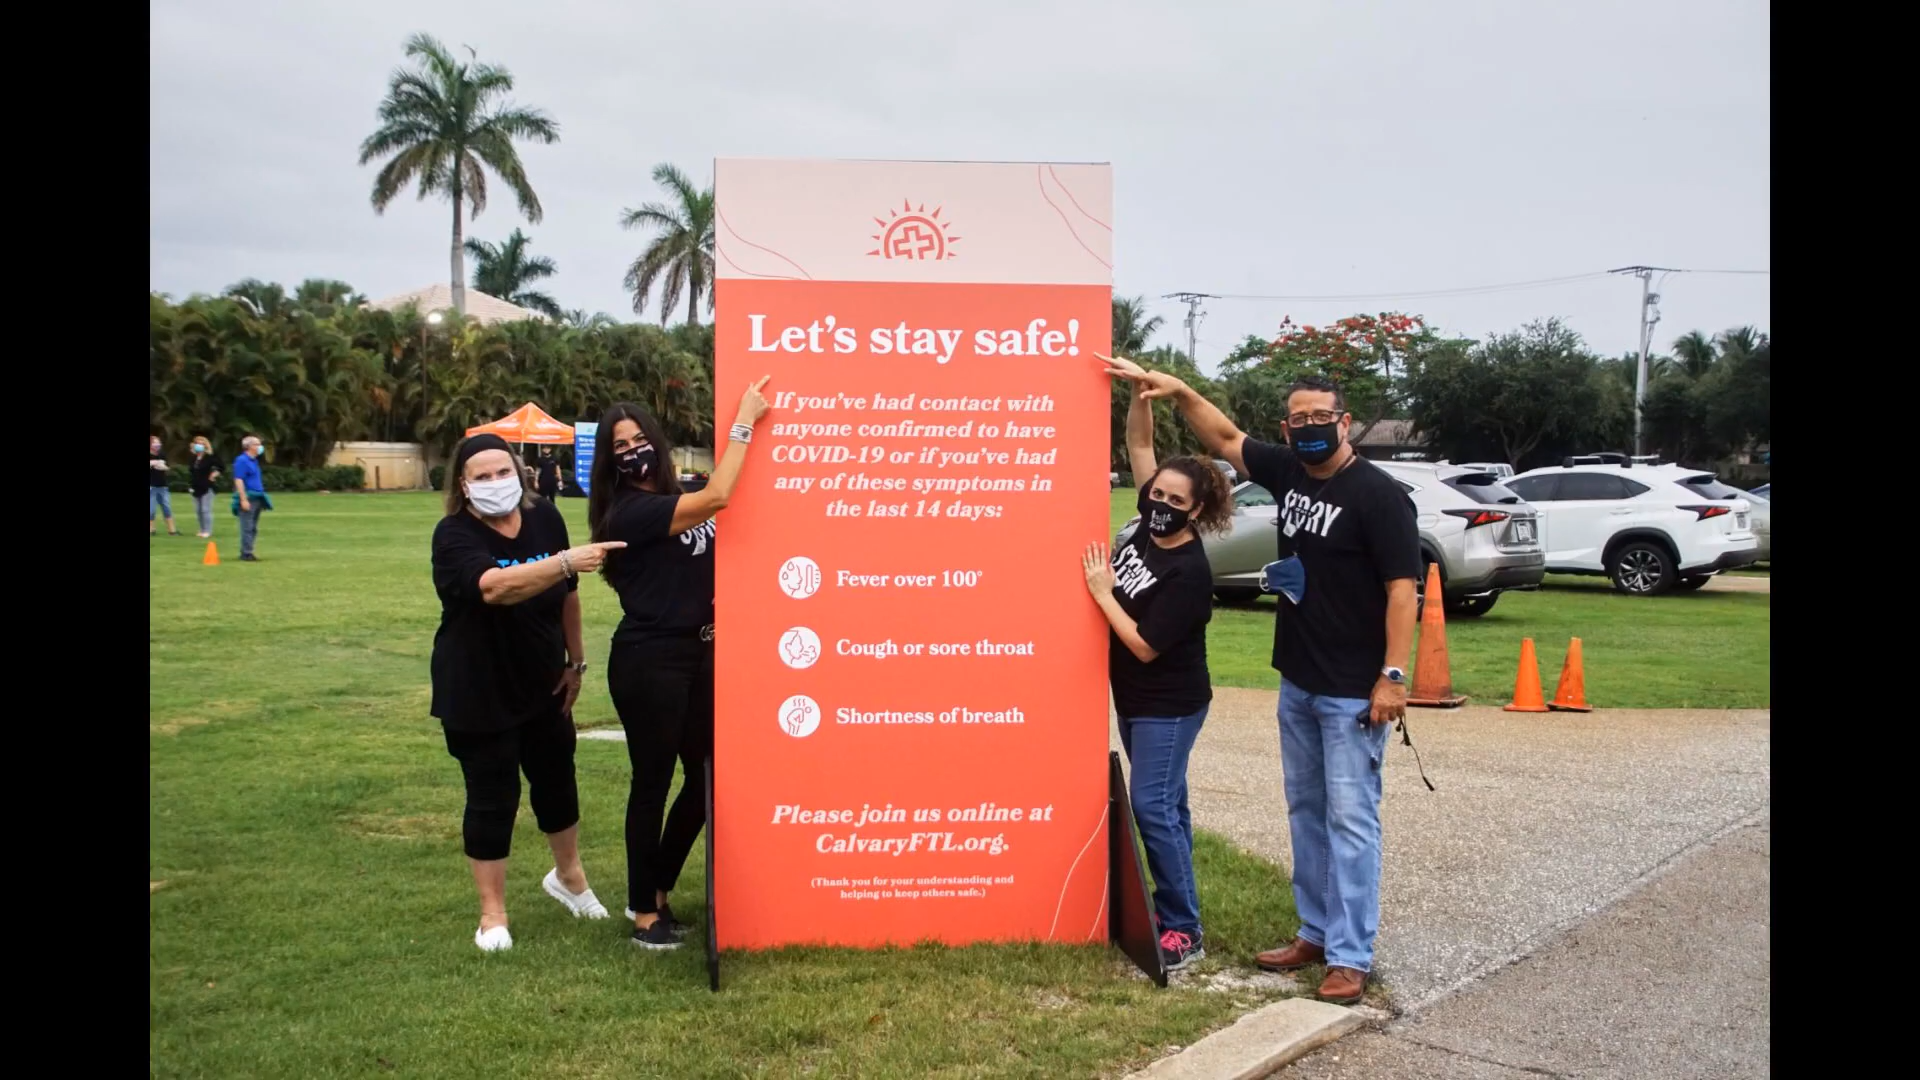 Let's stay safe!
If you've had contact with
anyone confirmed to have
COVID-19 or if you've had
any of these symptoms in
the last 14 days:
Fever over 100°
Cough or sore throat
Shortness of breath
Please join us online at
CalvaryFTL.org.
(Thank you for your understanding and
helping to keep others safe.)
STORY
STORY